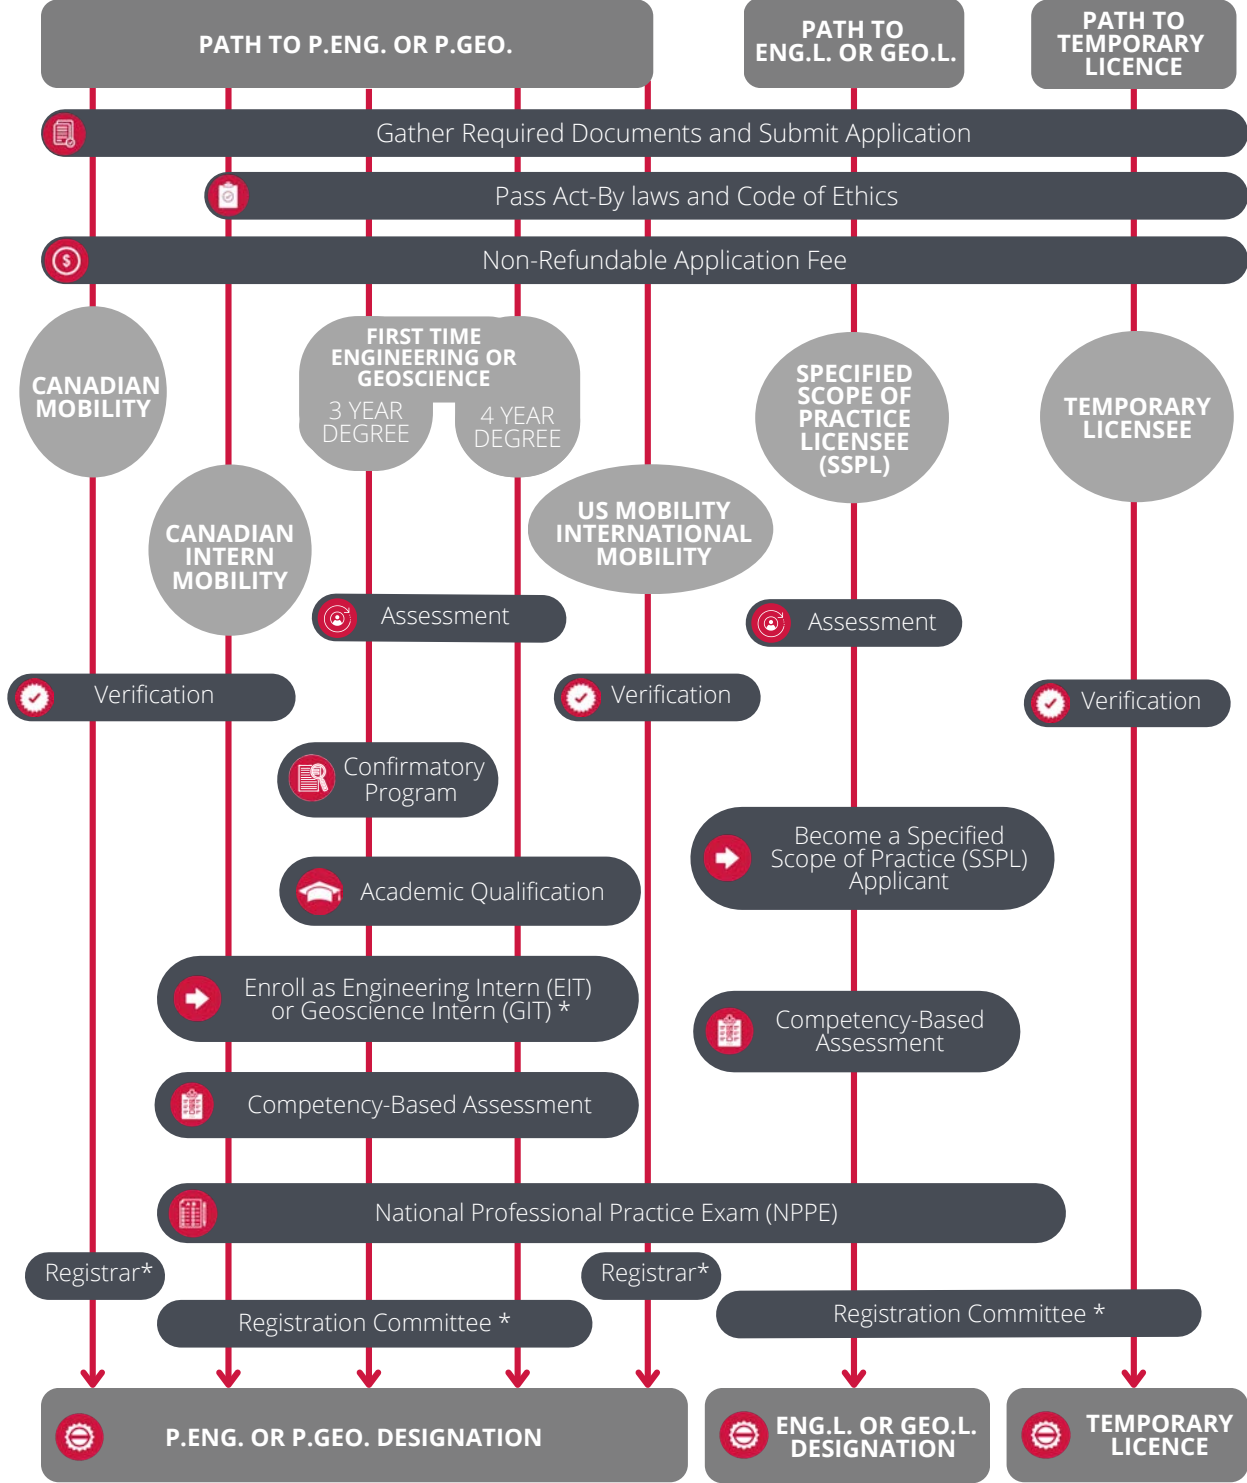 PATH TO P.ENG. OR P.GEO.
PATH TO
ENG.L. OR GEO.L.
PATH TO
TEMPORARY
LICENCE
Gather Required Documents and Submit Application
Pass Act-By laws and Code of Ethics
$
Non-Refundable Application Fee
CANADIAN
MOBILITY
FIRST TIME
ENGINEERING OR
GEOSCIENCE
3 YEAR
DEGREE
4 YEAR
DEGREE
SPECIFIED
SCOPE OF
PRACTICE
LICENSEE
(SSPL)
TEMPORARY
LICENSEE
CANADIAN
INTERN
MOBILITY
US MOBILITY
INTERNATIONAL
MOBILITY
Assessment
Assessment
Verification
Verification
Verification
Confirmatory
Program
Become a Specified
Scope of Practice (SSPL)
Applicant
Academic Qualification
Enroll as Engineering Intern (EIT)
or Geoscience Intern (GIT) *
Competency-Based
Assessment
Competency-Based Assessment
National Professional Practice Exam (NPPE)
Registrar*
Registrar*
Registration Committee *
Registration Committee *
P.ENG. OR P.GEO. DESIGNATION
ENG.L. OR GEO.L.
DESIGNATION
TEMPORARY
LICENCE